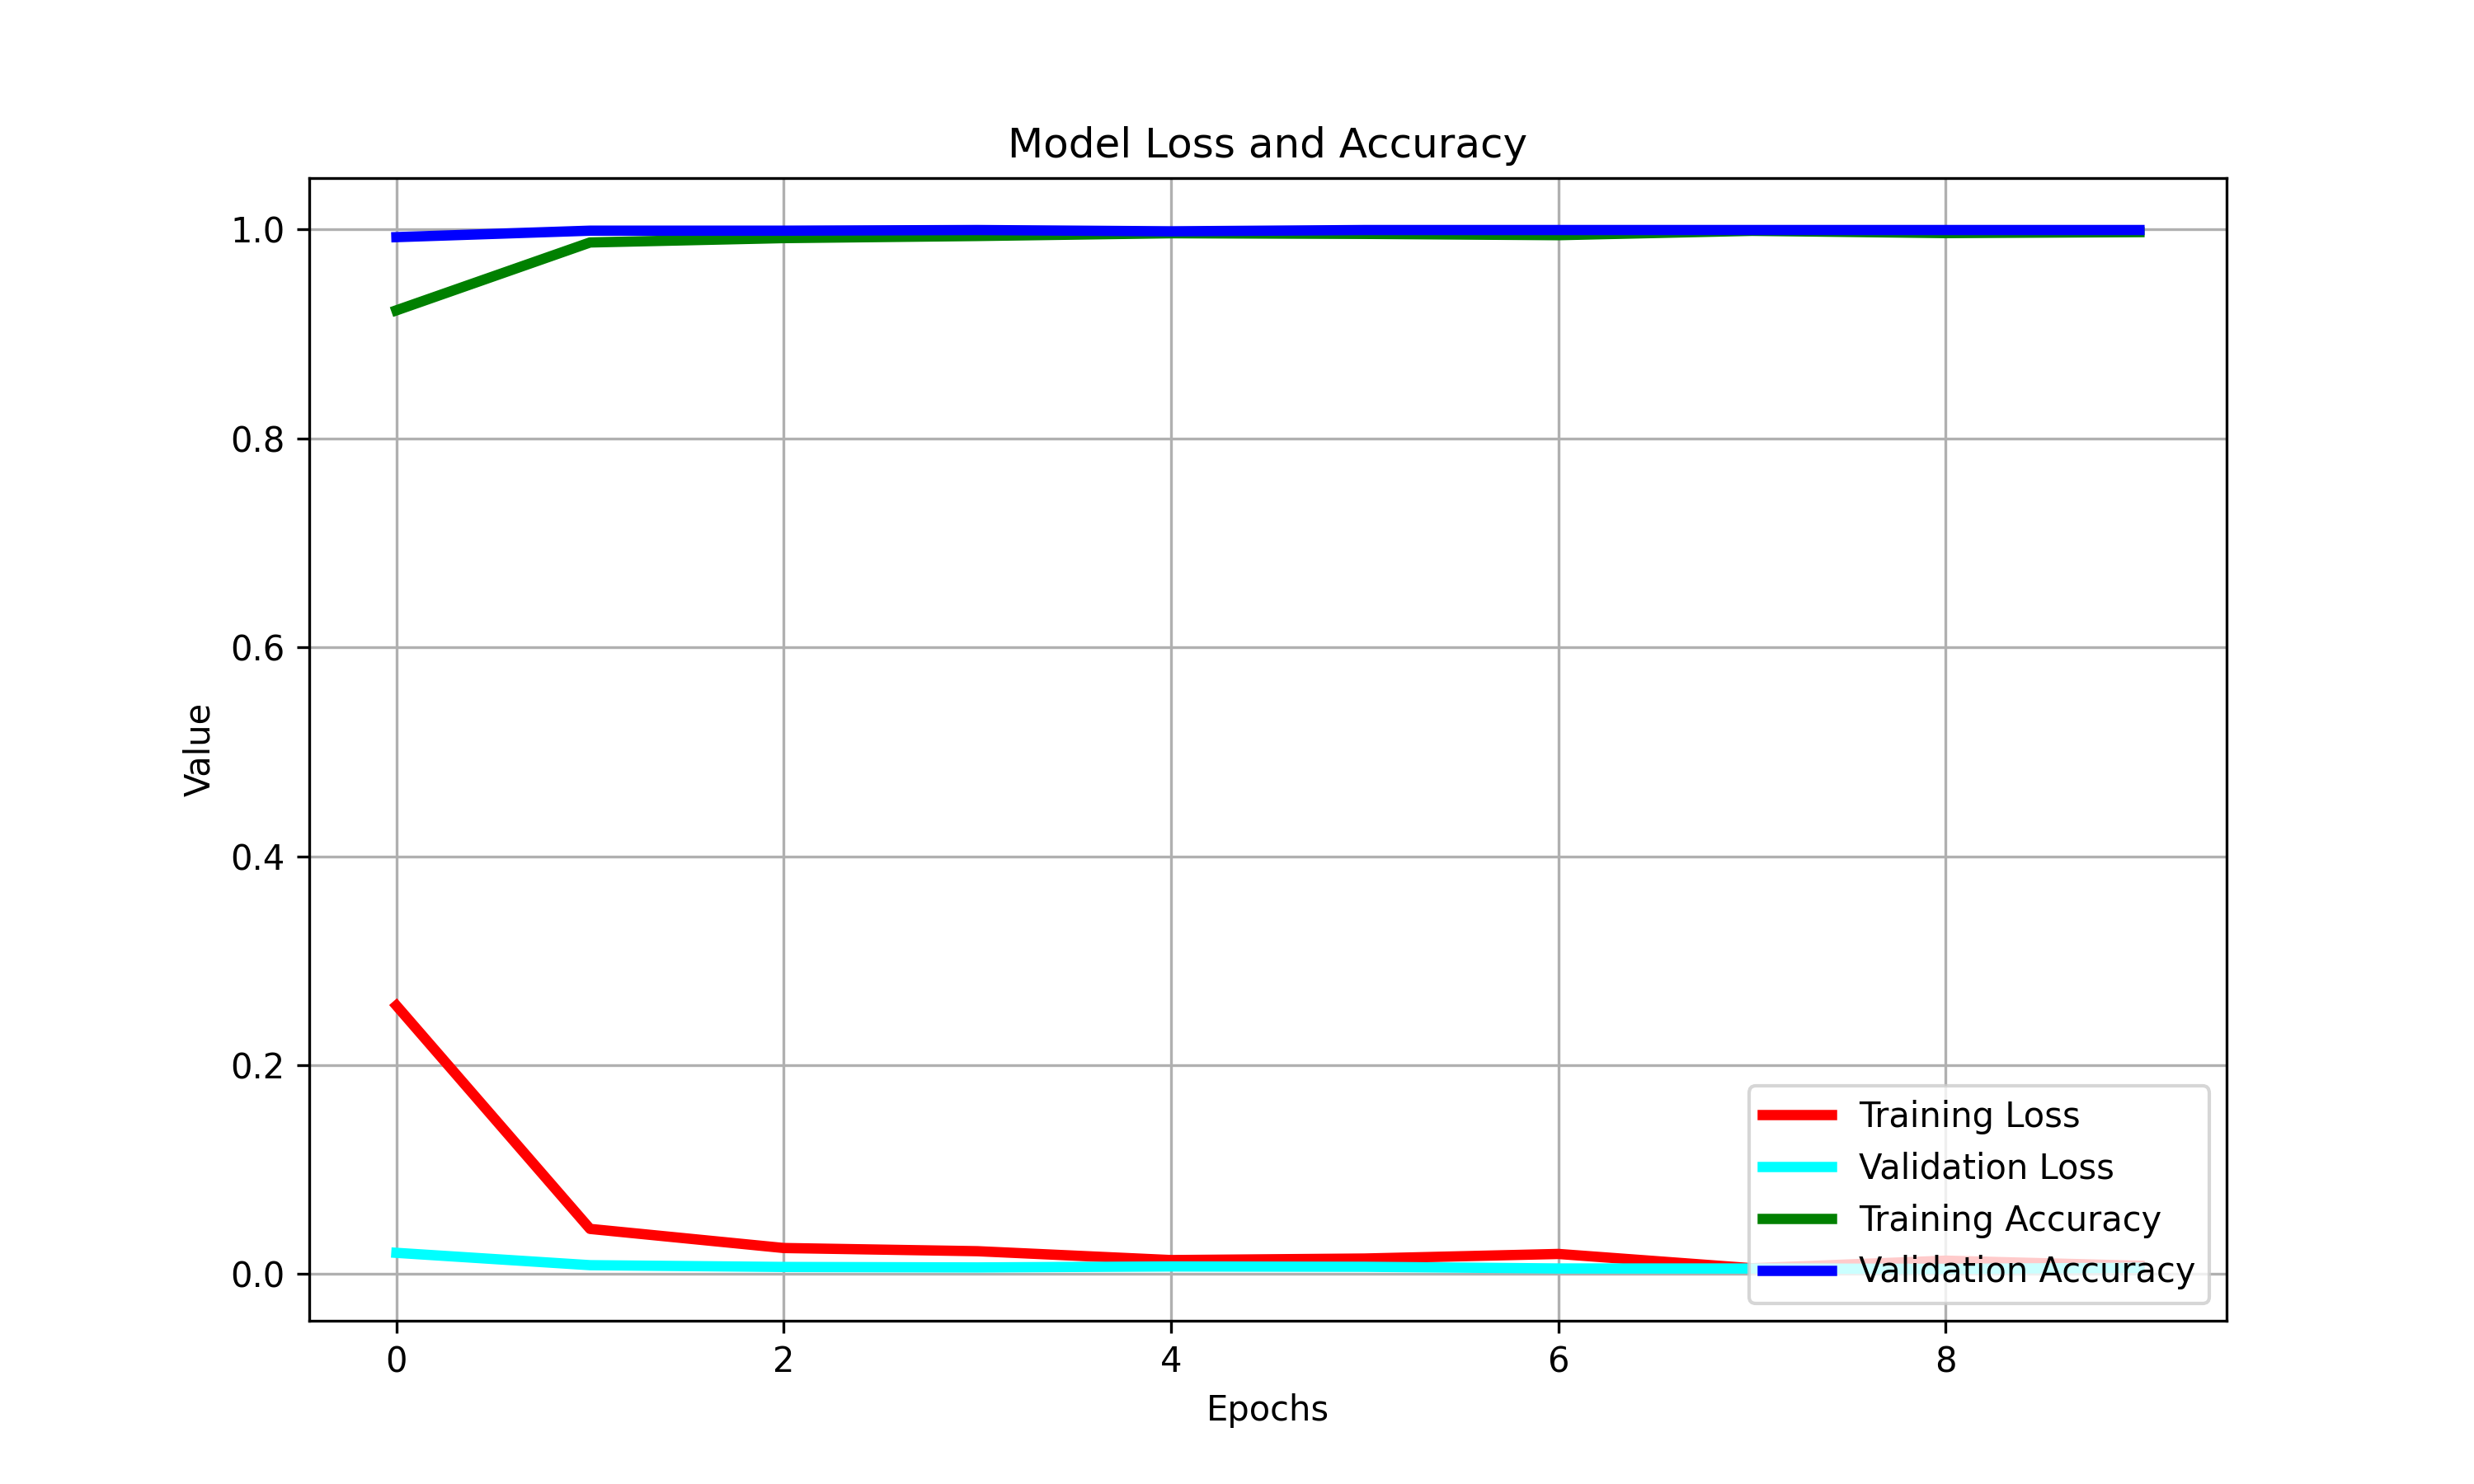 Model Loss and Accuracy
1.0
0.8
0.6
0.4
0.2
0.0
Value
Training Loss
Validation Loss
Training Accuracy
Validation Accuracy
0 2 4 6 8
Epochs